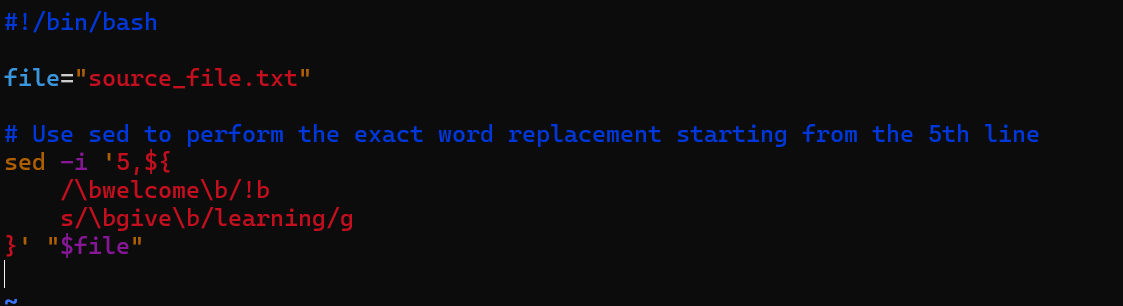 #!/bin/bash
file="source_file.txt"
# Use sed to perform the exact word replacement starting from the 5th line
sed -i '5,${
    /\bwelcome\b/!b
    s/\bgive\b/learning/g
}' "$file"
~